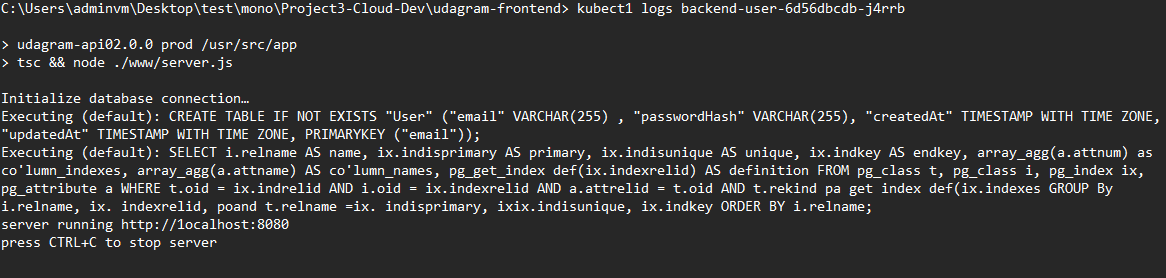 C:\Users\adminvm\Desktop\test\mono\Project3-Cloud-Dev\udagram-frontend> kubect1 logs backend-user-6d56dbcdb-j4rrb
> udagram-api02.0.0 prod /usr/src/app
> tsc && node ./www/server.js
Initialize database connection…
Executing (default): CREATE TABLE IF NOT EXISTS "User" ("email" VARCHAR(255) , "passwordHash" VARCHAR(255), "createdAt" TIMESTAMP WITH TIME ZONE,
"updatedAt" TIMESTAMP WITH TIME ZONE, PRIMARYKEY ("email"));
Executing (default): SELECT i.relname AS name, ix.indisprimary AS primary, ix.indisunique AS unique, ix.indkey AS endkey, array_agg(a.attnum) as
co'lumn_indexes, array_agg(a.attname) AS co'lumn_names, pg_get_index def(ix.indexrelid) AS definition FROM pg_class t, pg_class i, pg_index ix,
pg_attribute a WHERE t.oid = ix.indrelid AND i.oid = ix.indexrelid AND a.attrelid = t.oid AND t.rekind pa get index def(ix.indexes GROUP By
i.relname, ix. indexrelid, poand t.relname =ix. indisprimary, ixix.indisunique, ix.indkey ORDER BY i.relname;
server running http://1ocalhost:8080
press CTRL+C to stop server